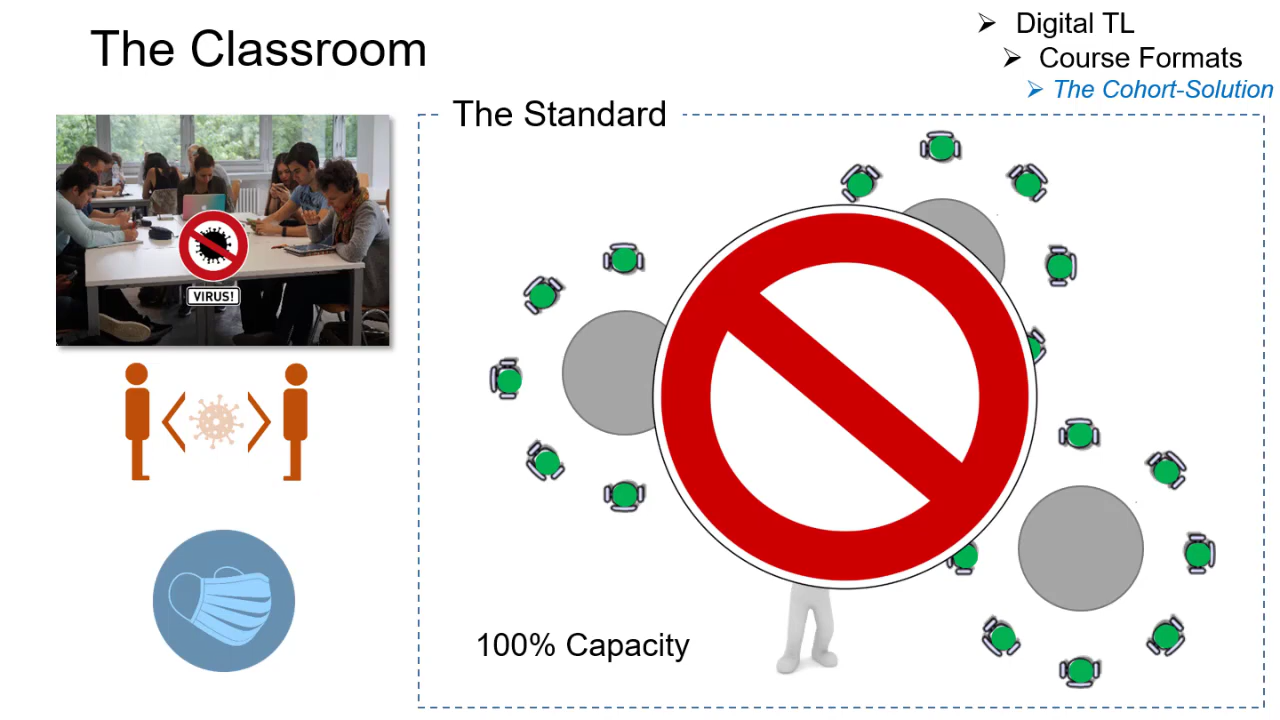 The Classroom
➢ Digital TL
➢ Course Formats
➢ The Cohort-Solution
The Standard
VIRUS!
100% Capacity